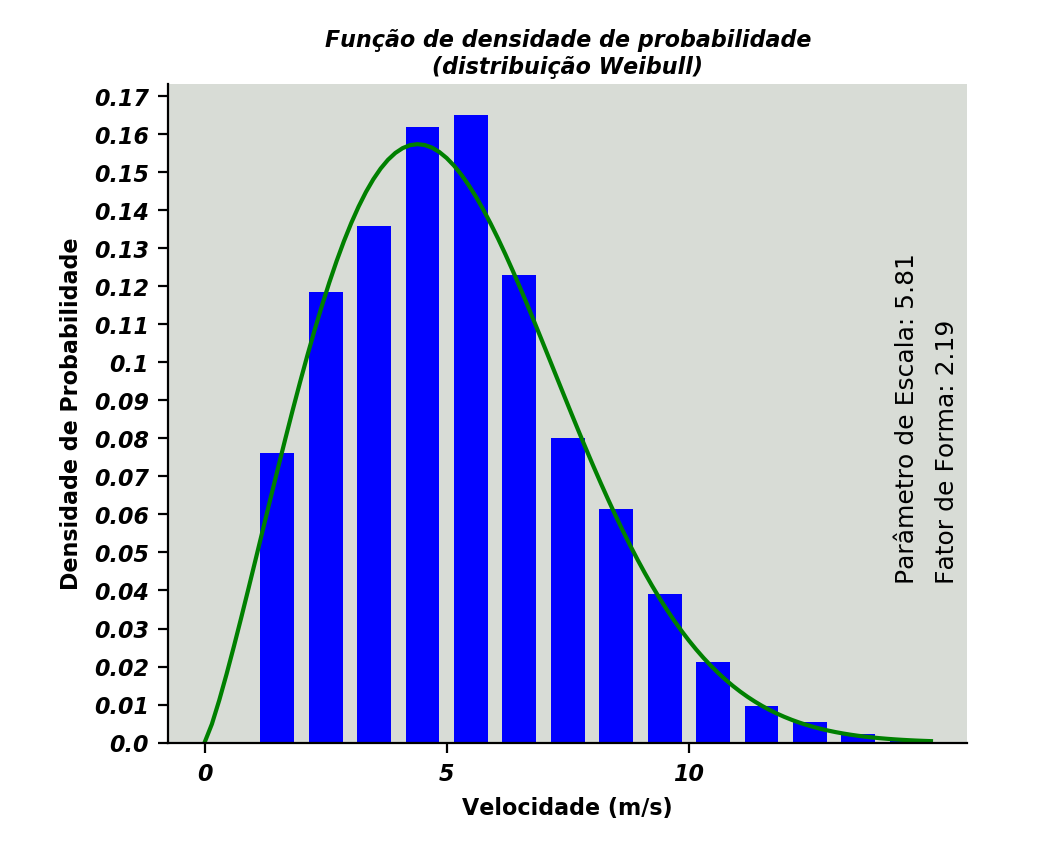 Função de densidade de probabilidade
(distribuição Weibull)
Densidade de Probabilidade
0.17
0.16
0.15
0.14
0.13
0.12
0.11
0.1
0.09
0.08
0.07
0.06
0.05
0.04
0.03
0.02
0.01
0.0
0 5 10
Velocidade (m/s)
Parâmetro de Escala: 5.81
Fator de Forma: 2.19